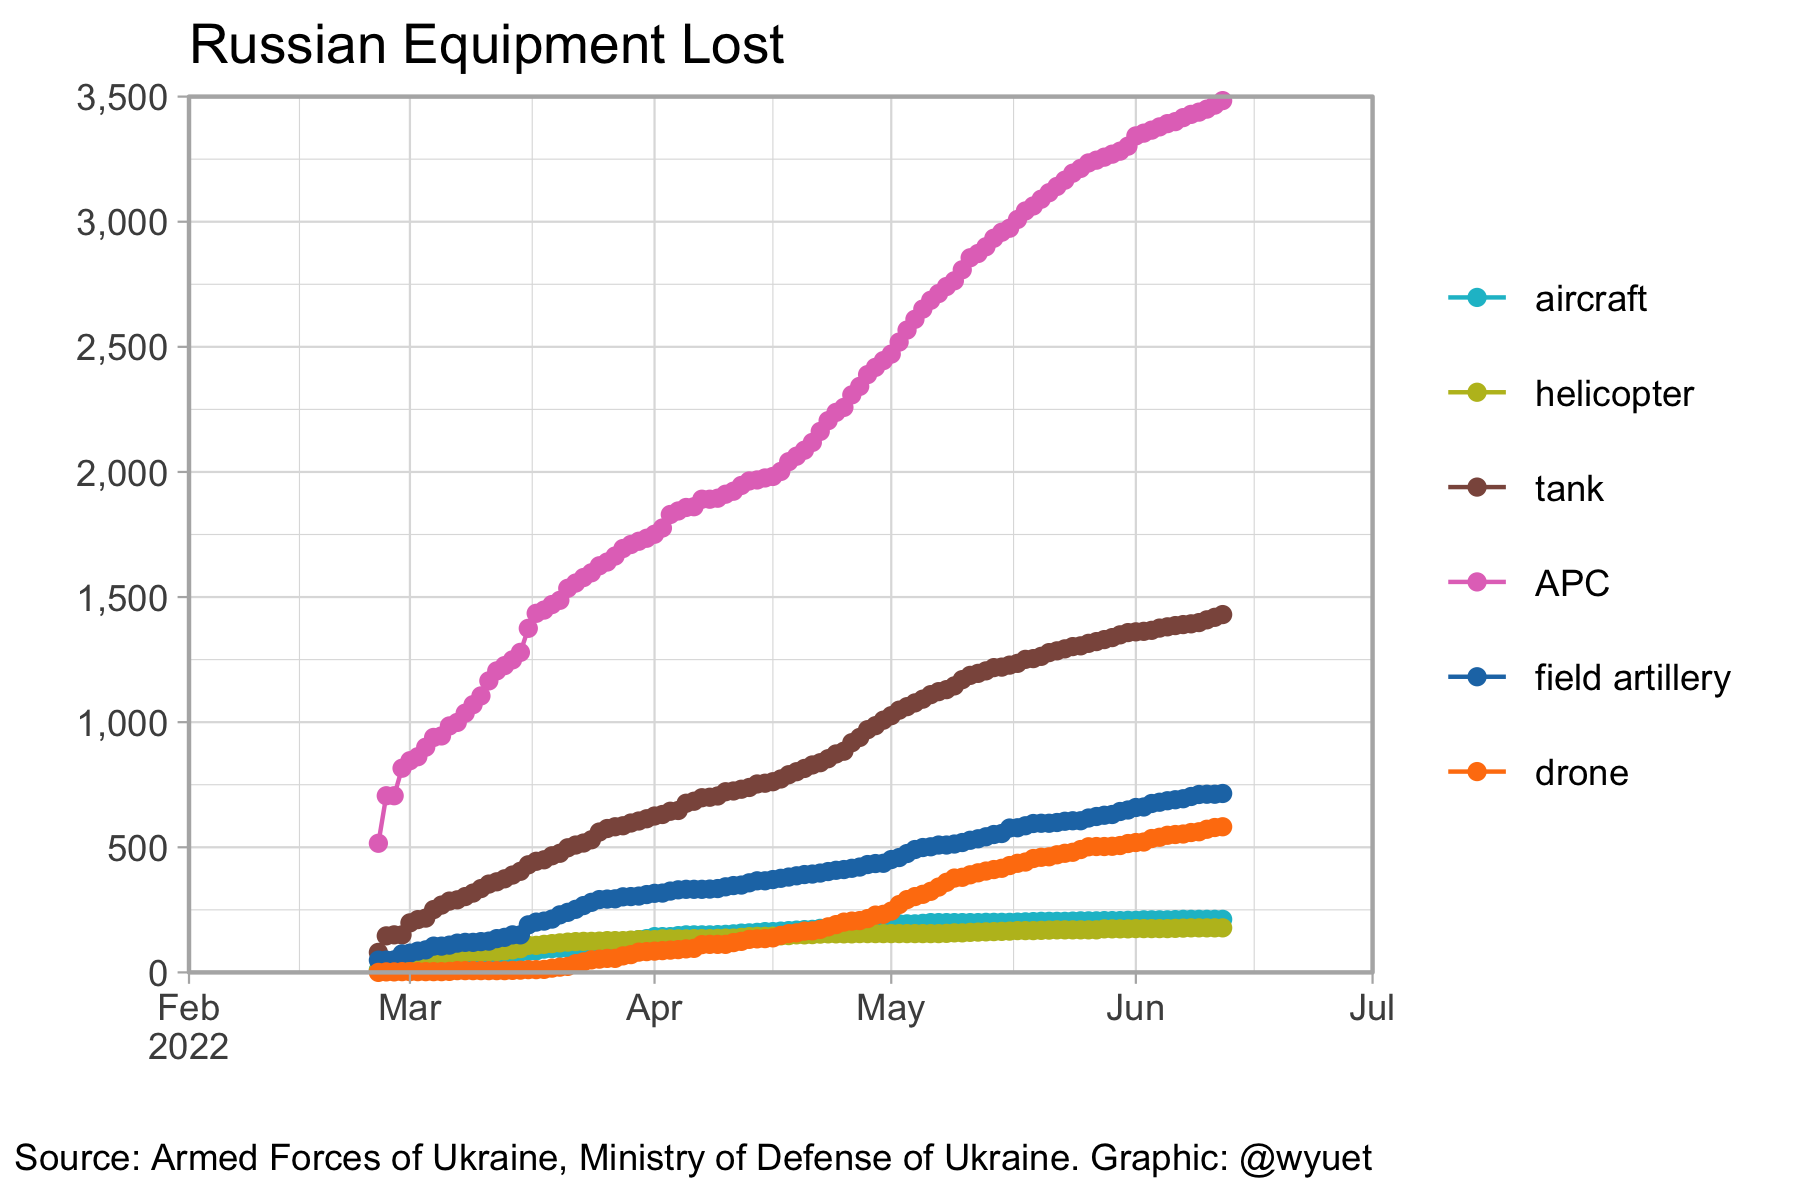 Russian Equipment Lost
3,500
3,000
2,500
2,000
1,500
1,000
500
0
Feb Mar Apr May Jun Jul
2022
aircraft
helicopter
tank
APC
field artillery
drone
Source: Armed Forces of Ukraine, Ministry of Defense of Ukraine. Graphic: @wyuet